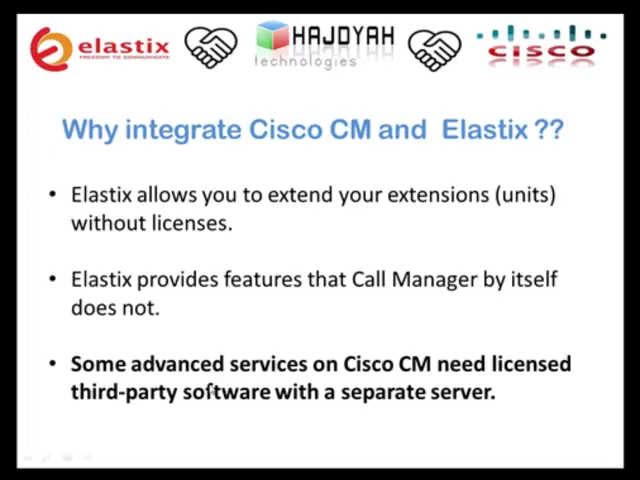 elastix
FREEDOM TO COMMUNICATE
HAJDYAH
Technologies
CISCO
Why integrate Cisco CM and Elastix ??
• Elastix allows you to extend your extensions (units)
without licenses.
• Elastix provides features that Call Manager by itself
does not.
• Some advanced services on Cisco CM need licensed
third-party software with a separate server.